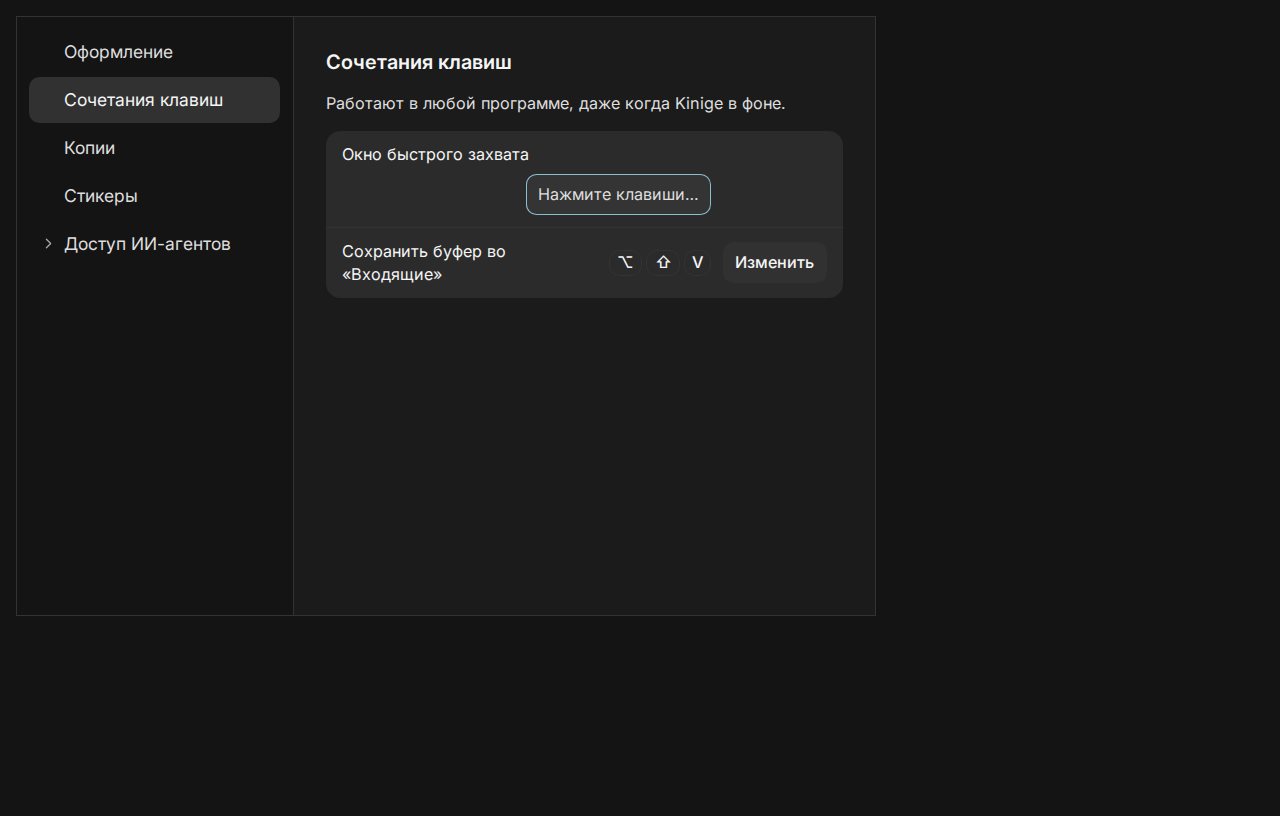 Оформление
Сочетания клавиш
Копии
Стикеры
Доступ ИИ-агентов
Сочетания клавиш
Работают в любой программе, даже когда Kinige в фоне.
Окно быстрого захвата
Нажмите клавиши...
Сохранить буфер во
«Входящие»
⌥ ⇧ V Изменить